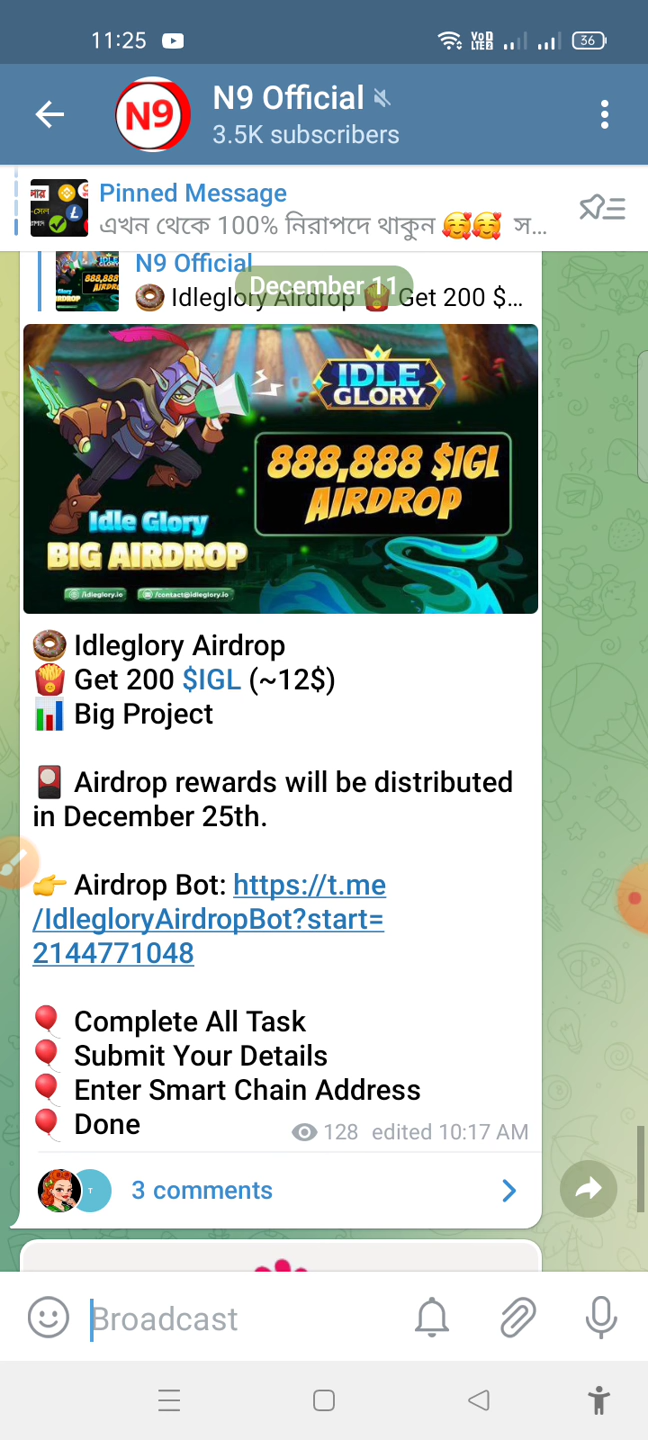 11:25
Vo
LTE2
36
N9
N9 Official
3.5K subscribers
Pinned Message
এখন থেকে 100% নিরাপদে থাকুন 🥰🥰 স...
N9 Official
🍩 Idleglory Airdrop 🍟 Get 200 $...
December 11
IDLE
GLORY
888,888 $IGL
AIRDROP
Idle Glory
BIG AIRDROP
/idleglory.io
/contact@idleglory.io
🍩 Idleglory Airdrop
🍟 Get 200 $IGL (~12$)
📊 Big Project
🎴 Airdrop rewards will be distributed
in December 25th.
👉 Airdrop Bot: https://t.me
/IdlegloryAirdropBot?start=
2144771048
🎈 Complete All Task
🎈 Submit Your Details
🎈 Enter Smart Chain Address
🎈 Done
128 edited 10:17 AM
T
3 comments
Broadcast